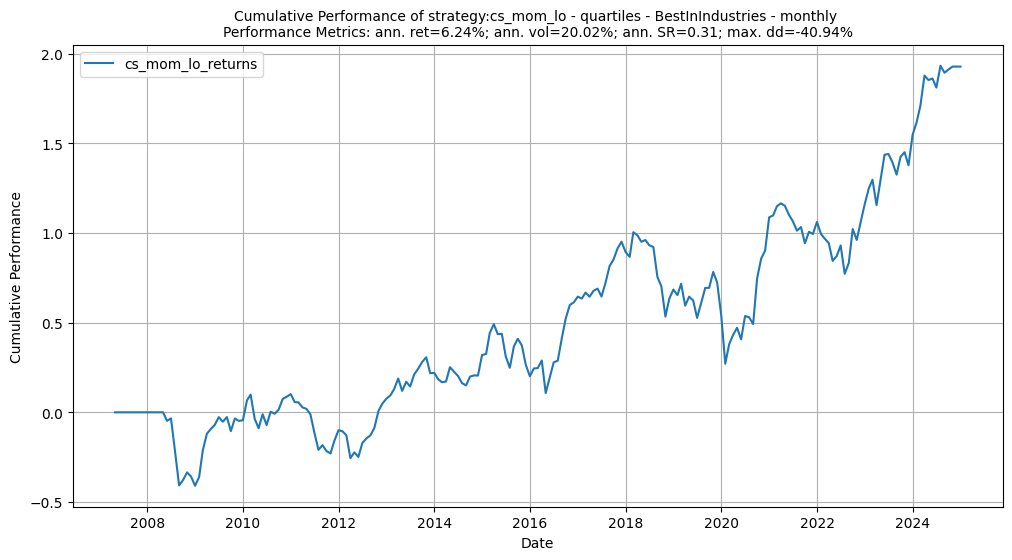 Cumulative Performance of strategy:cs_mom_lo - quartiles - BestInIndustries - monthly
Performance Metrics: ann. ret=6.24%; ann. vol=20.02%; ann. SR=0.31; max. dd=-40.94%
cs_mom_lo_returns
Cumulative Performance
2.0
1.5
1.0
0.5
0.0
−0.5
2008 2010 2012 2014 2016 2018 2020 2022 2024
Date